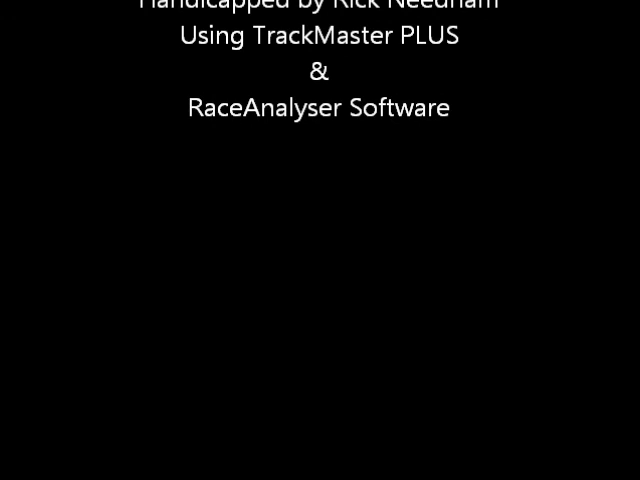 Handicapped by Rick Needham
Using TrackMaster PLUS
&
RaceAnalyser Software